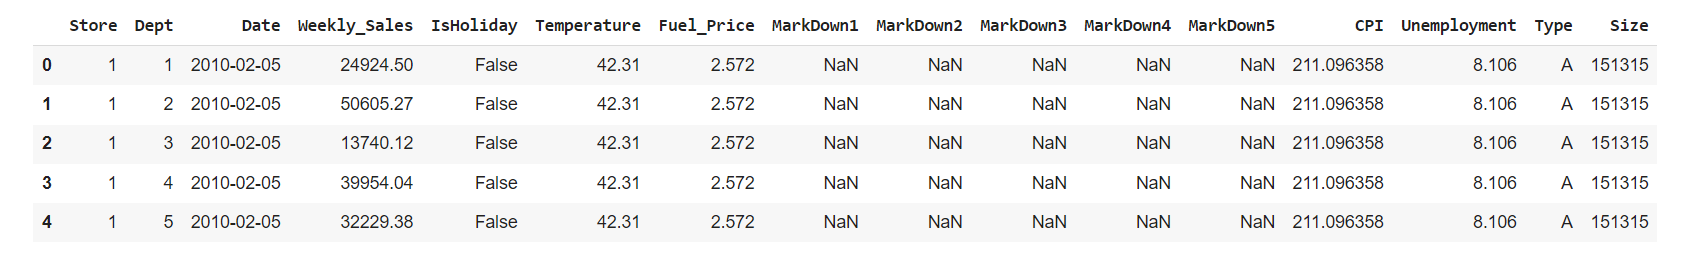 Store Dept Date Weekly_Sales IsHoliday Temperature Fuel_Price MarkDown1 MarkDown2 MarkDown3 MarkDown4 MarkDown5 CPI Unemployment Type Size
0 1 1 2010-02-05 24924.50 False 42.31 2.572 NaN NaN NaN NaN NaN 211.096358 8.106 A 151315
1 1 2 2010-02-05 50605.27 False 42.31 2.572 NaN NaN NaN NaN NaN 211.096358 8.106 A 151315
2 1 3 2010-02-05 13740.12 False 42.31 2.572 NaN NaN NaN NaN NaN 211.096358 8.106 A 151315
3 1 4 2010-02-05 39954.04 False 42.31 2.572 NaN NaN NaN NaN NaN 211.096358 8.106 A 151315
4 1 5 2010-02-05 32229.38 False 42.31 2.572 NaN NaN NaN NaN NaN 211.096358 8.106 A 151315